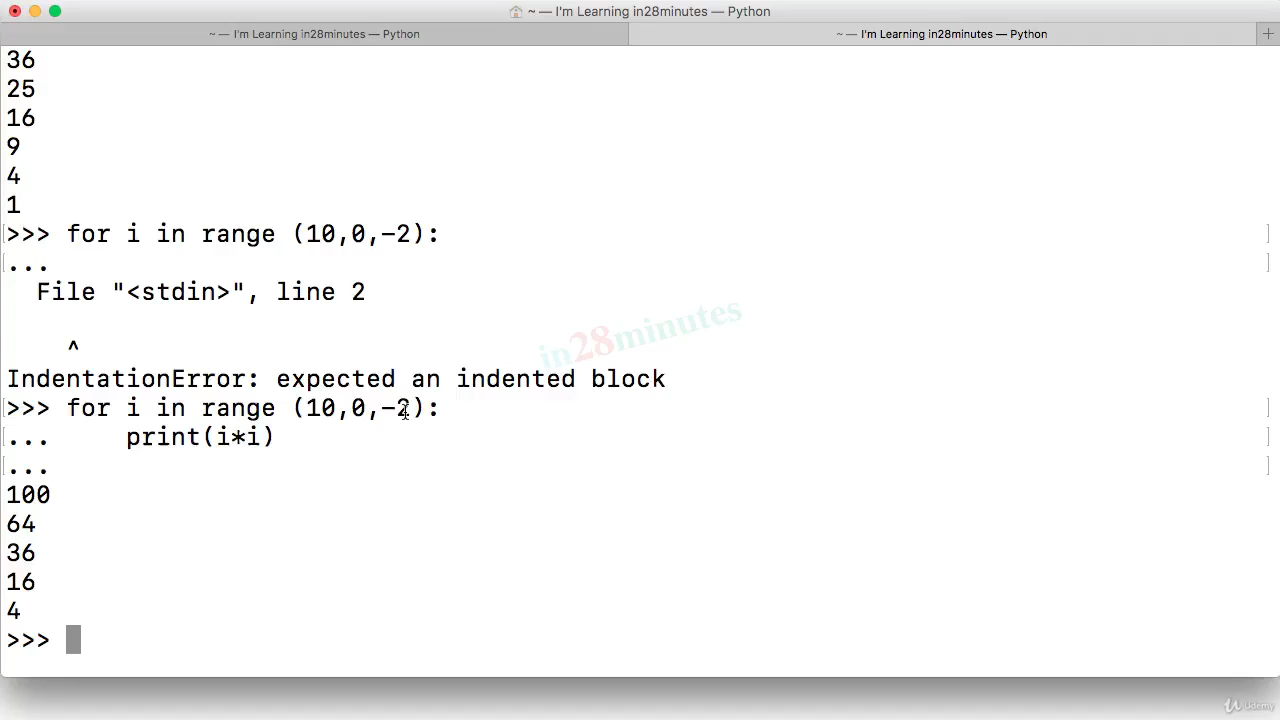 ~ — I'm Learning in28minutes — Python
~ — I'm Learning in28minutes — Python
~ — I'm Learning in28minutes — Python
36
25
16
9
4
1
>>> for i in range (10,0,-2):
...
  File "<stdin>", line 2

    ^
IndentationError: expected an indented block
>>> for i in range (10,0,-2):
...     print(i*i)
...
100
64
36
16
4
>>>
in28minutes
Udemy